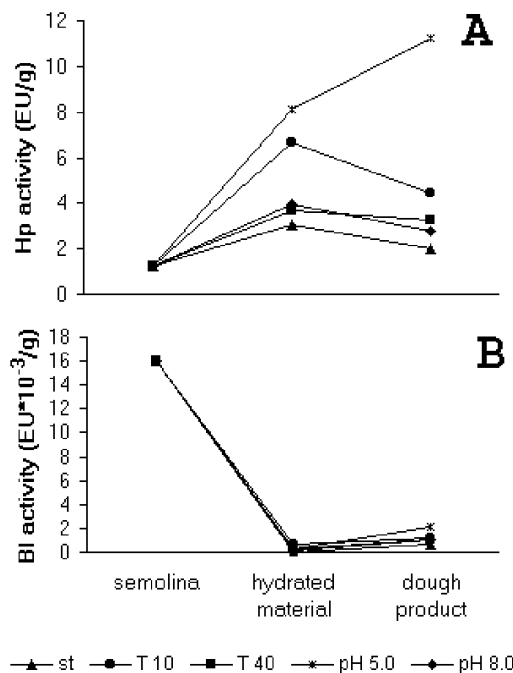 A
Hp activity (EU/g)
12
10
8
6
4
2
0
B
Bl activity (EU*10⁻³/g)
18
16
14
12
10
8
6
4
2
0
semolina hydrated material dough product
st T 10 T 40 pH 5.0 pH 8.0